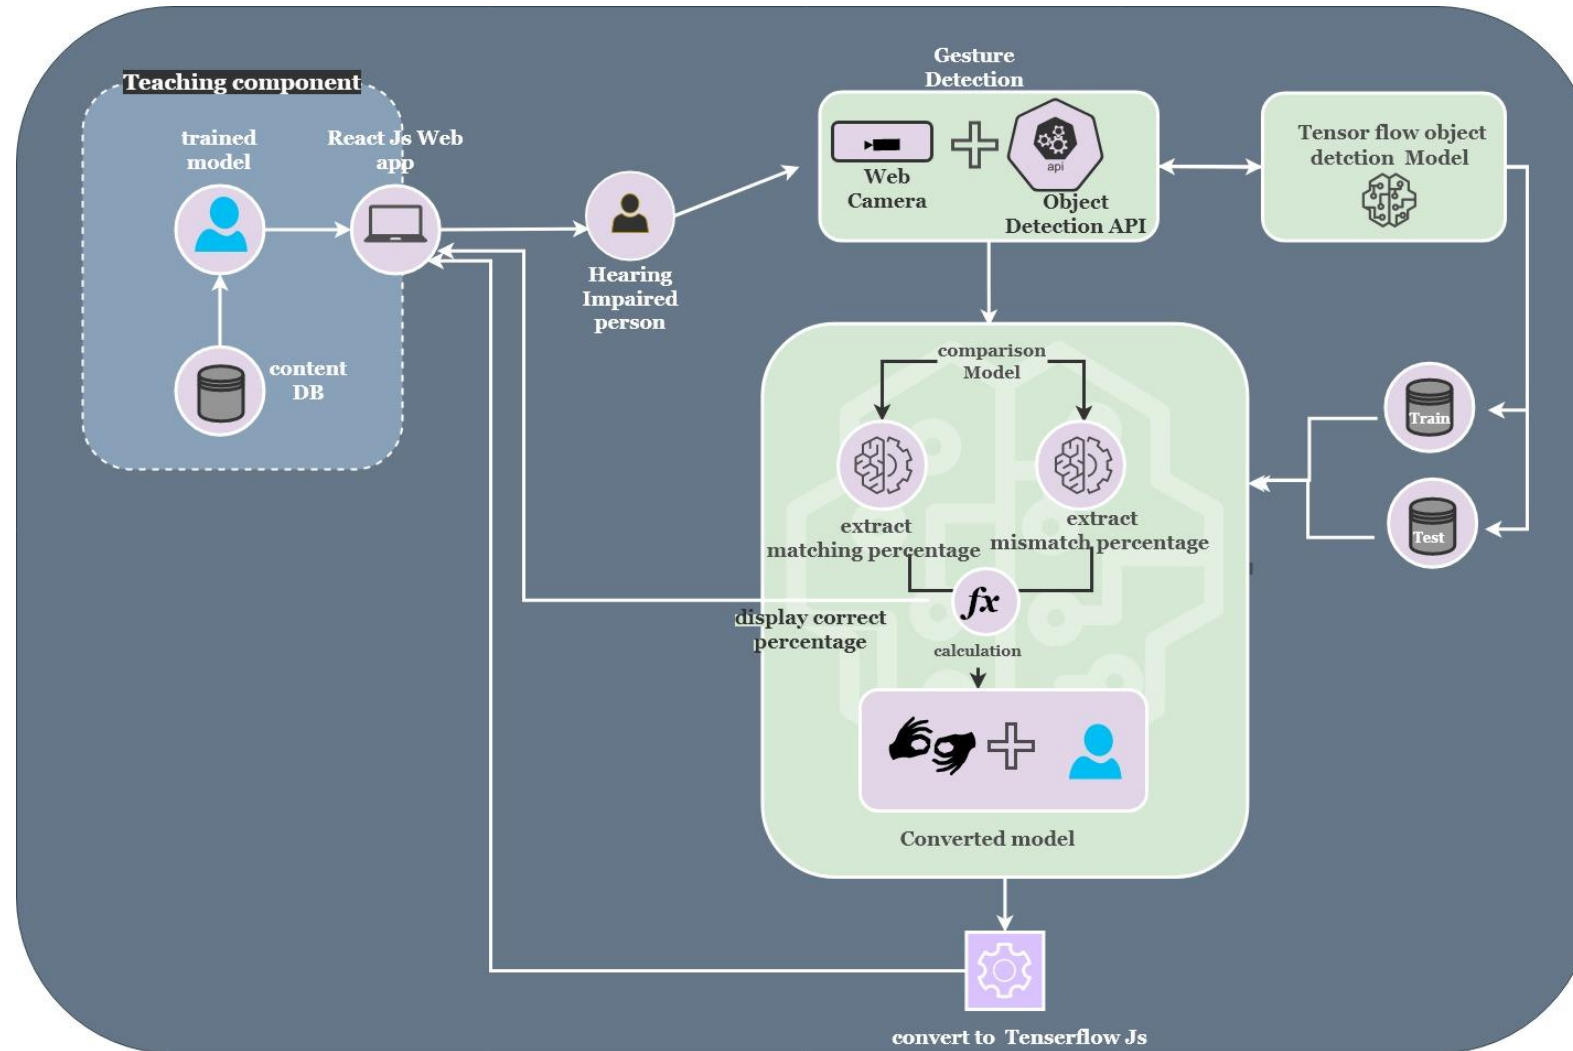 Teaching component
trained
model
React Js Web
app
content
DB
Hearing
Impaired
person
Gesture
Detection
Web
Camera
api
Object
Detection API
Tensor flow object
detction Model
comparison
Model
extract
matching percentage
extract
mismatch percentage
Train
Test
fx
calculation
display correct
percentage
Converted model
convert to Tenserflow Js